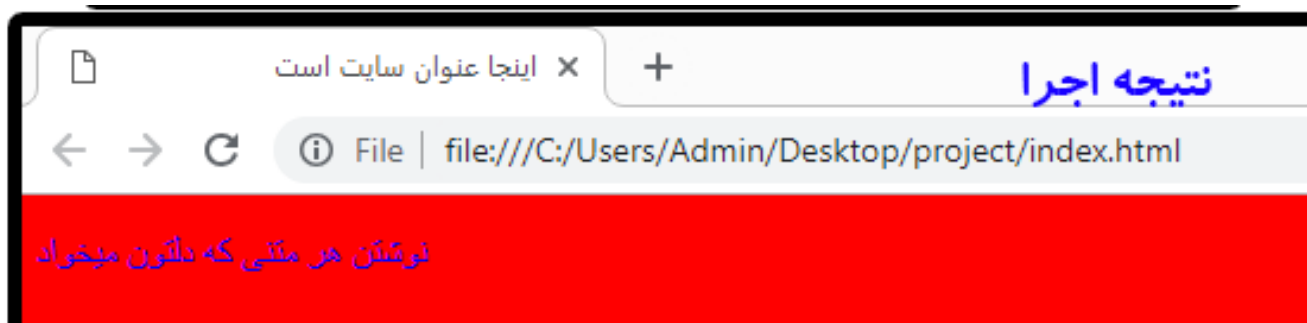 اینجا عنوان سایت است
نتیجه اجرا
File file:///C:/Users/Admin/Desktop/project/index.html
نوشتن هر متنی که دلتون میخواد